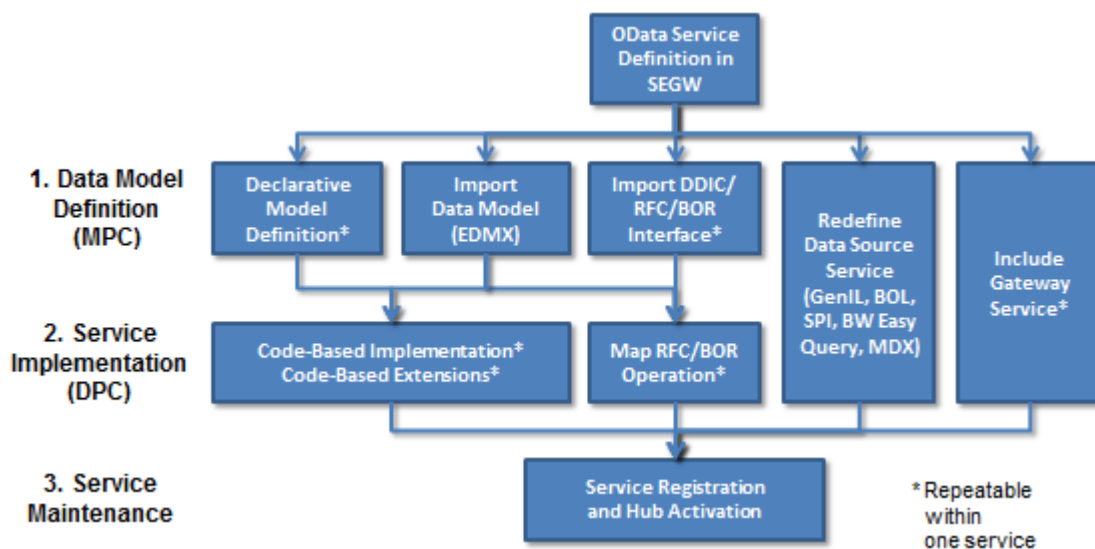 OData Service
Definition in
SEGW
1. Data Model
Definition
(MPC)
Declarative
Model
Definition*
Import
Data Model
(EDMX)
Import DDIC/
RFC/BOR
Interface*
Redefine
Data Source
Service
(GenIL, BOL,
SPI, BW Easy
Query, MDX)
Include
Gateway
Service*
2. Service
Implementation
(DPC)
Code-Based Implementation*
Code-Based Extensions*
Map RFC/BOR
Operation*
3. Service
Maintenance
Service Registration
and Hub Activation
* Repeatable
within
one service